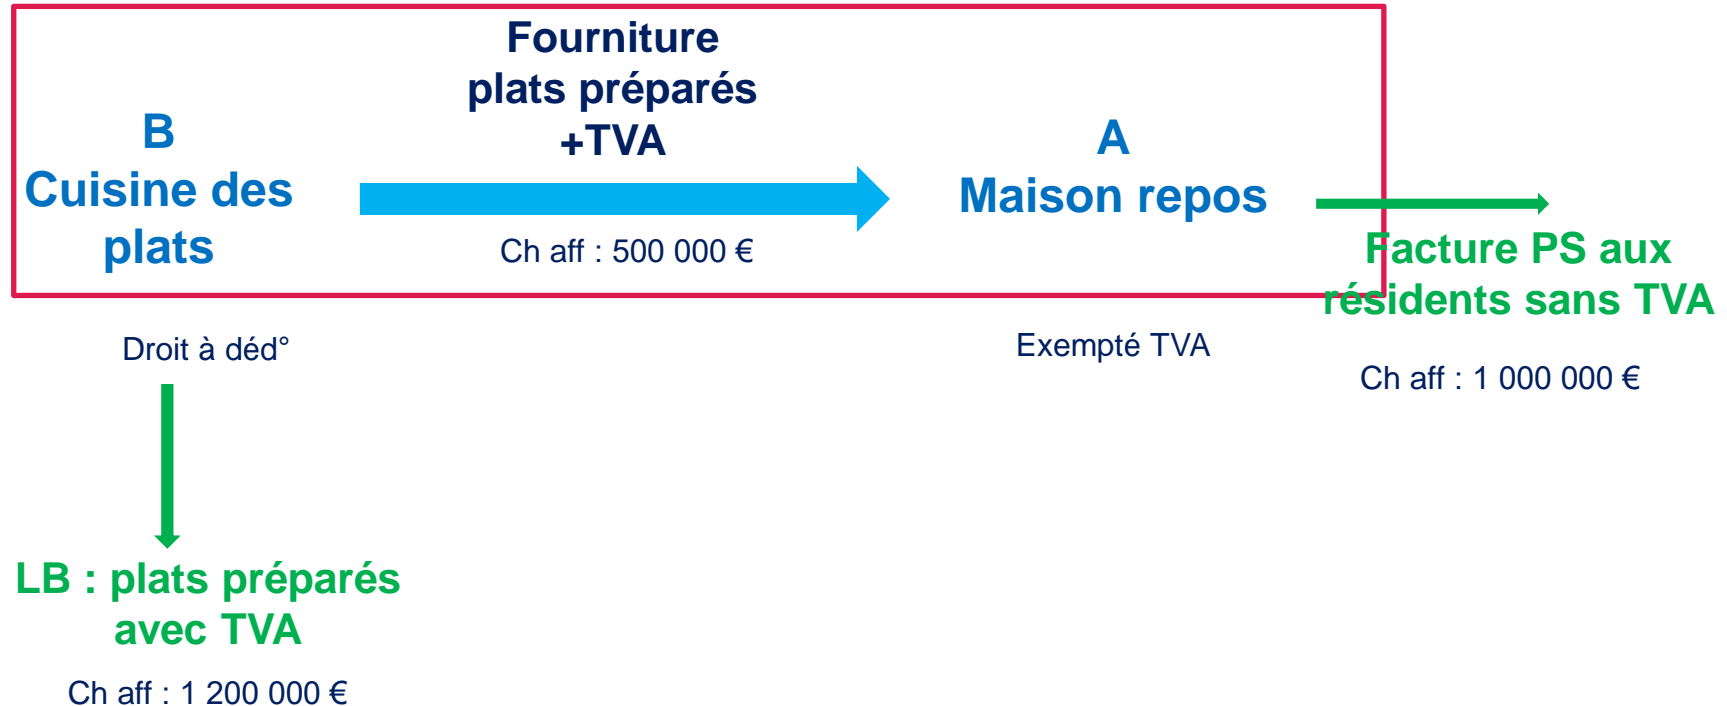 Fourniture
plats préparés
+TVA
B
Cuisine des
plats
A
Maison repos
Ch aff : 500 000 €
Facture PS aux
résidents sans TVA
Droit à déd°
Exempté TVA
Ch aff : 1 000 000 €
LB : plats préparés
avec TVA
Ch aff : 1 200 000 €